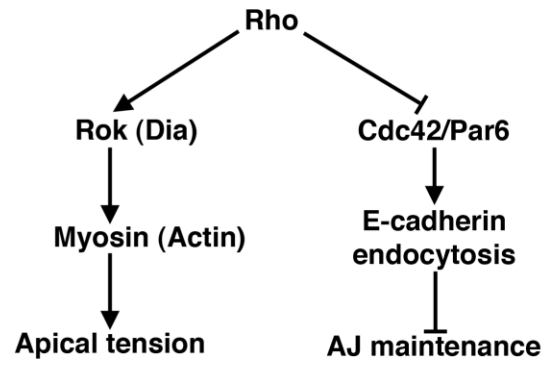 Rho
Rok (Dia)
Cdc42/Par6
Myosin (Actin)
E-cadherin
endocytosis
Apical tension
AJ maintenance